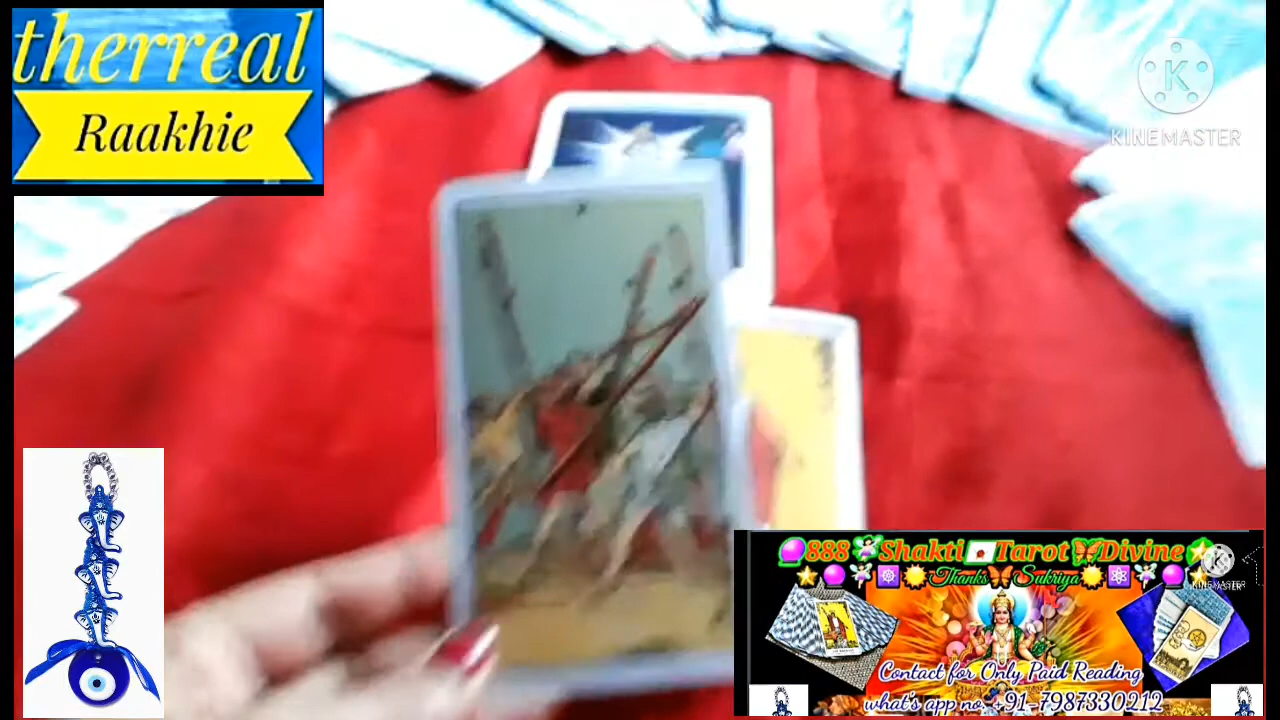 therreal
Raakhie
KINEMASTER
V
888 Shakti Tarot Divine
Thanks Sukriya
KINEMASTER
Contact for Only Paid Reading
what's app no. +91-7987330212